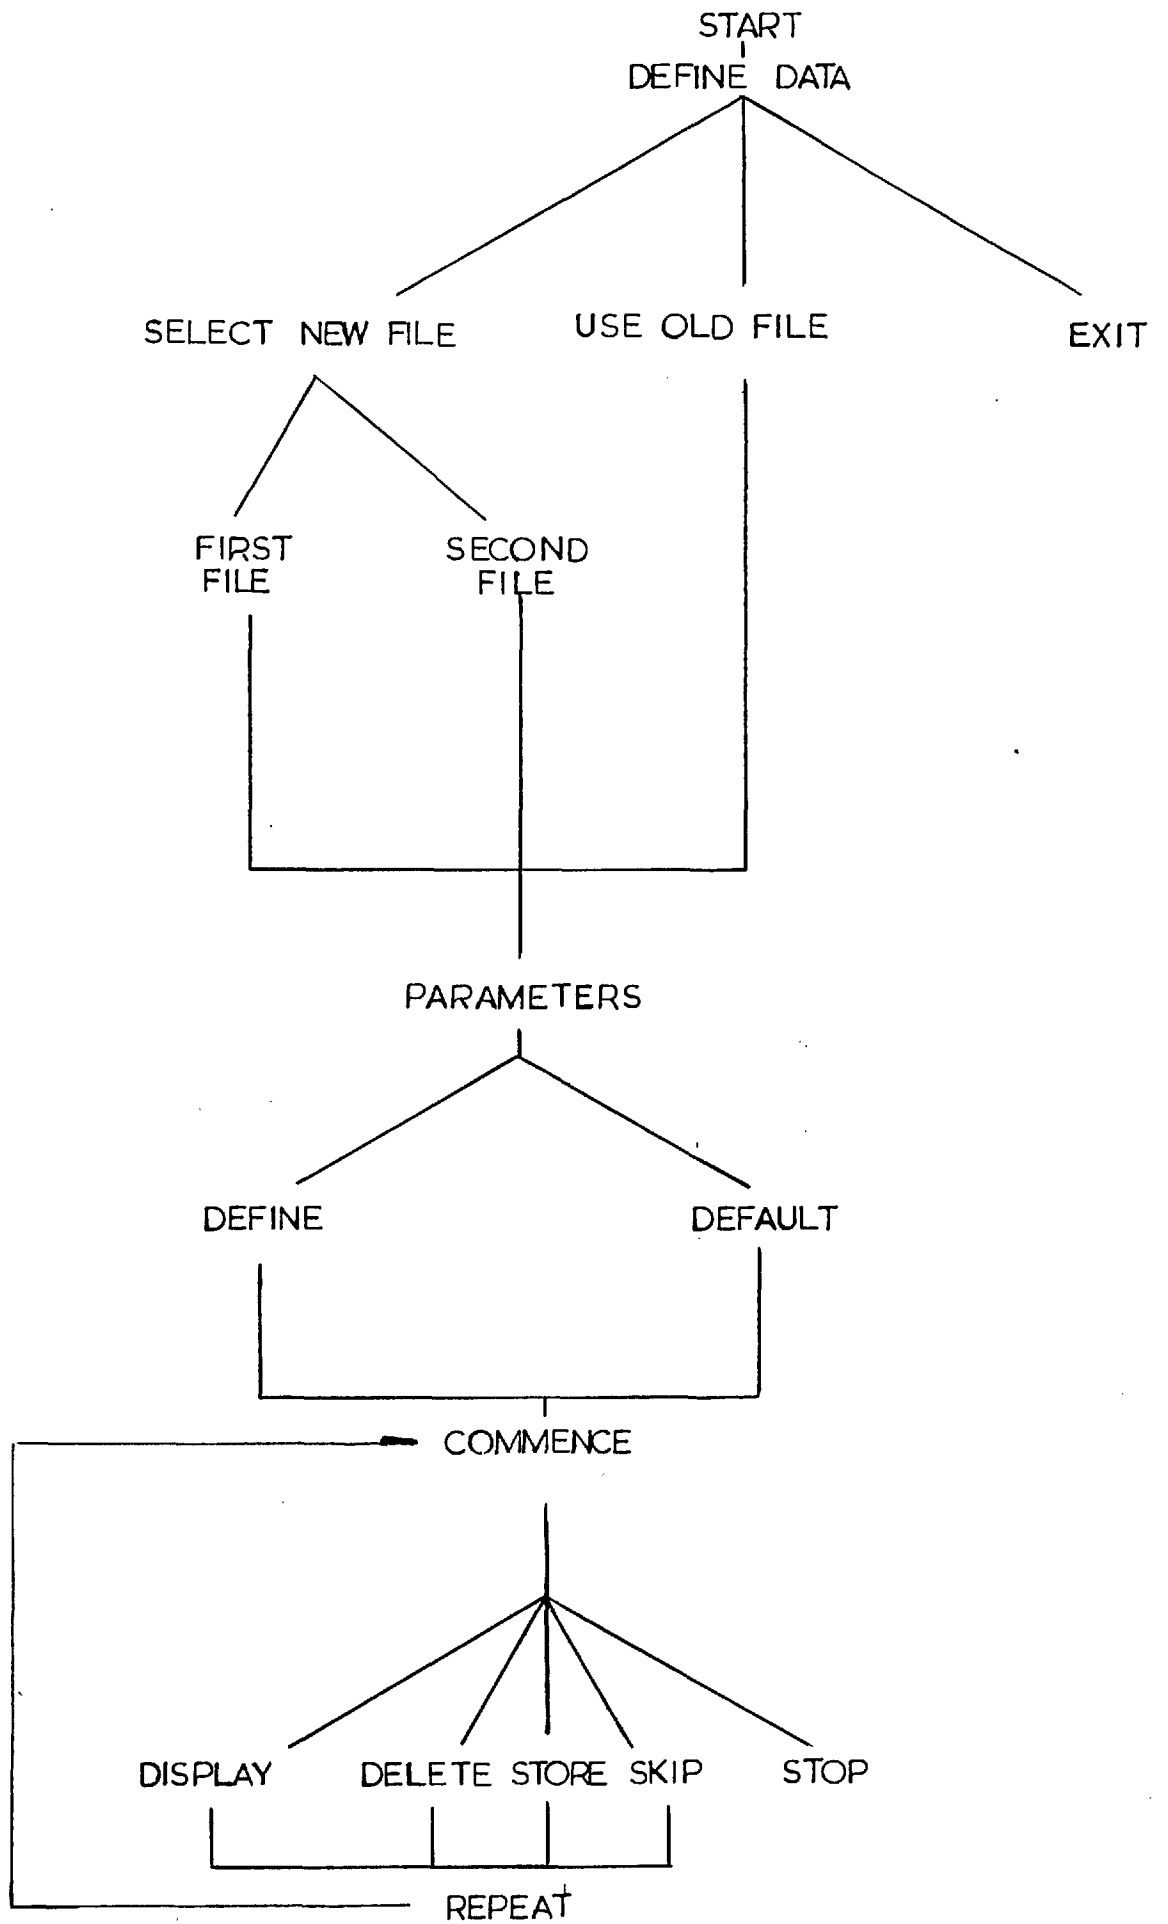 START
DEFINE DATA
SELECT NEW FILE
USE OLD FILE
EXIT
FIRST
FILE
SECOND
FILE
PARAMETERS
DEFINE
DEFAULT
COMMENCE
DISPLAY
DELETE
STORE
SKIP
STOP
REPEAT